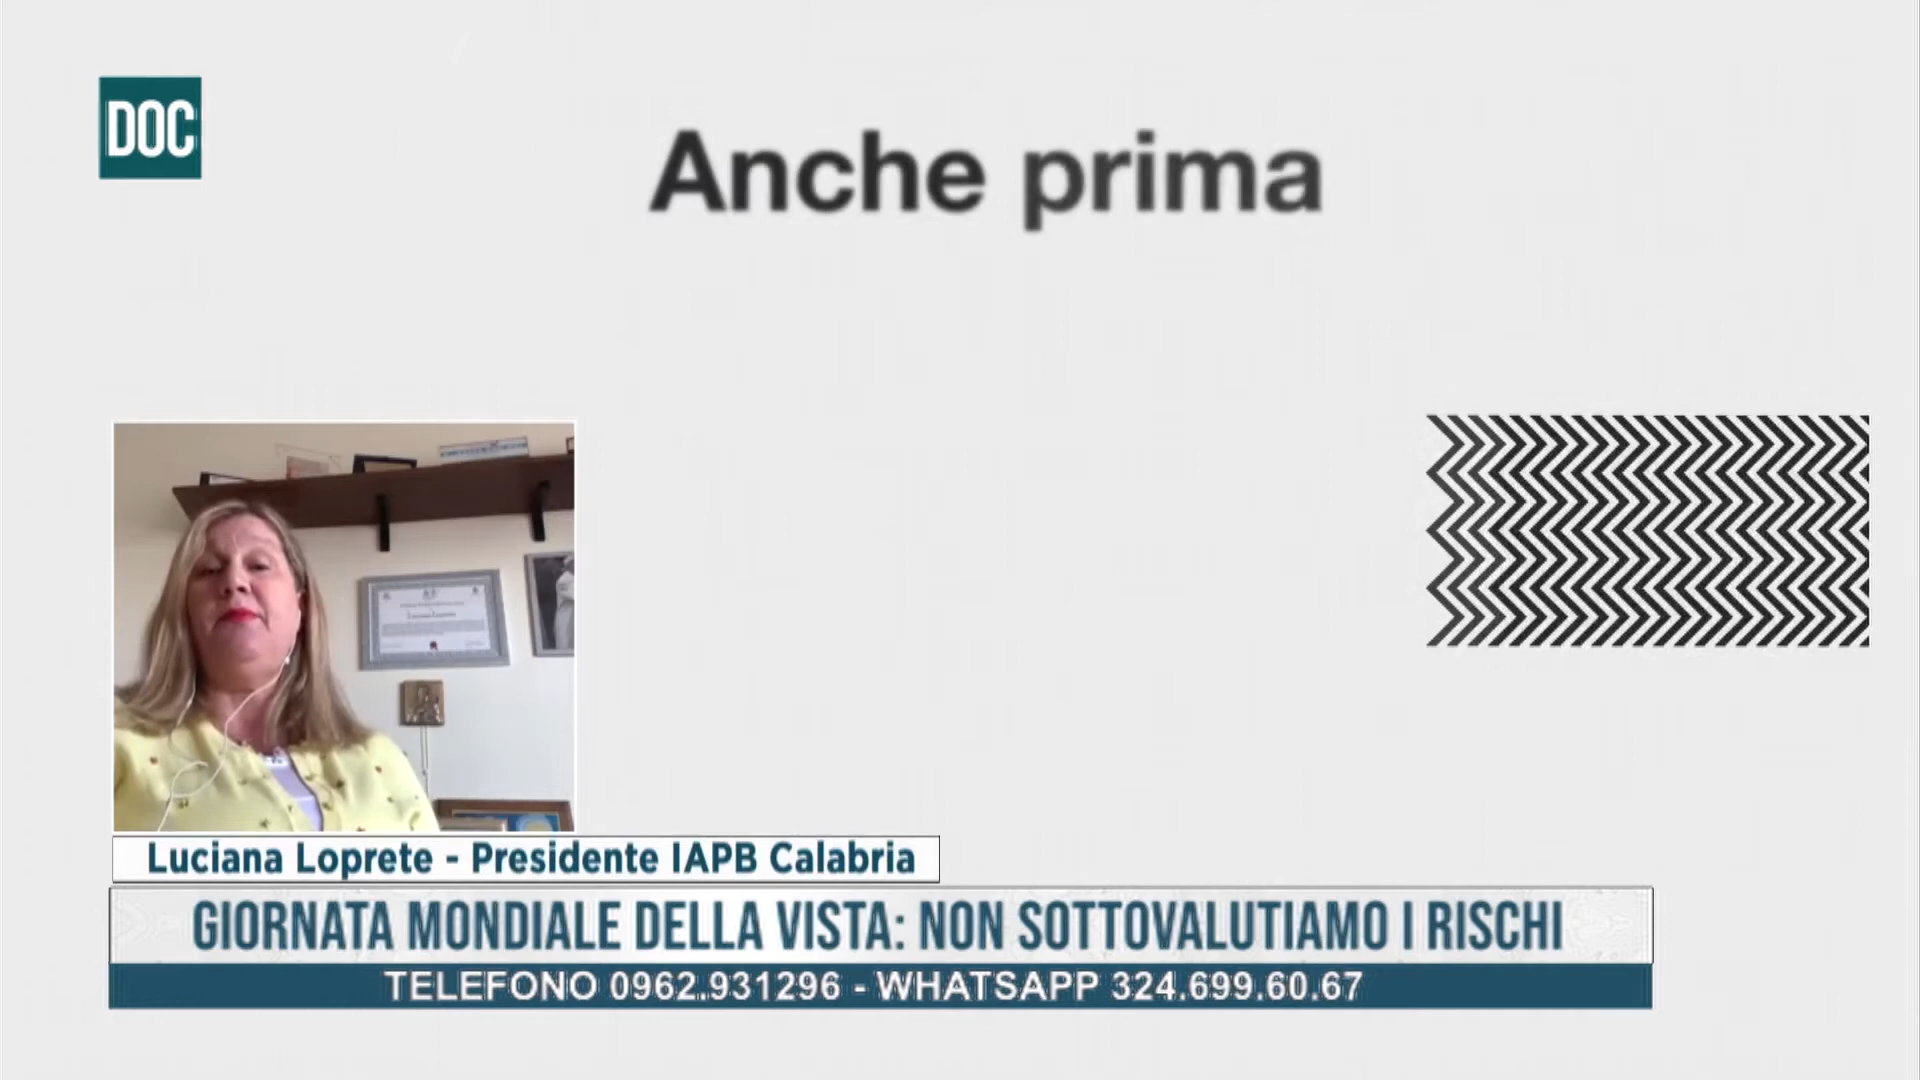 DOC
Anche prima
Luciana Loprete - Presidente IAPB Calabria
GIORNATA MONDIALE DELLA VISTA: NON SOTTOVALUTIAMO I RISCHI
TELEFONO 0962.931296 - WHATSAPP 324.699.60.67